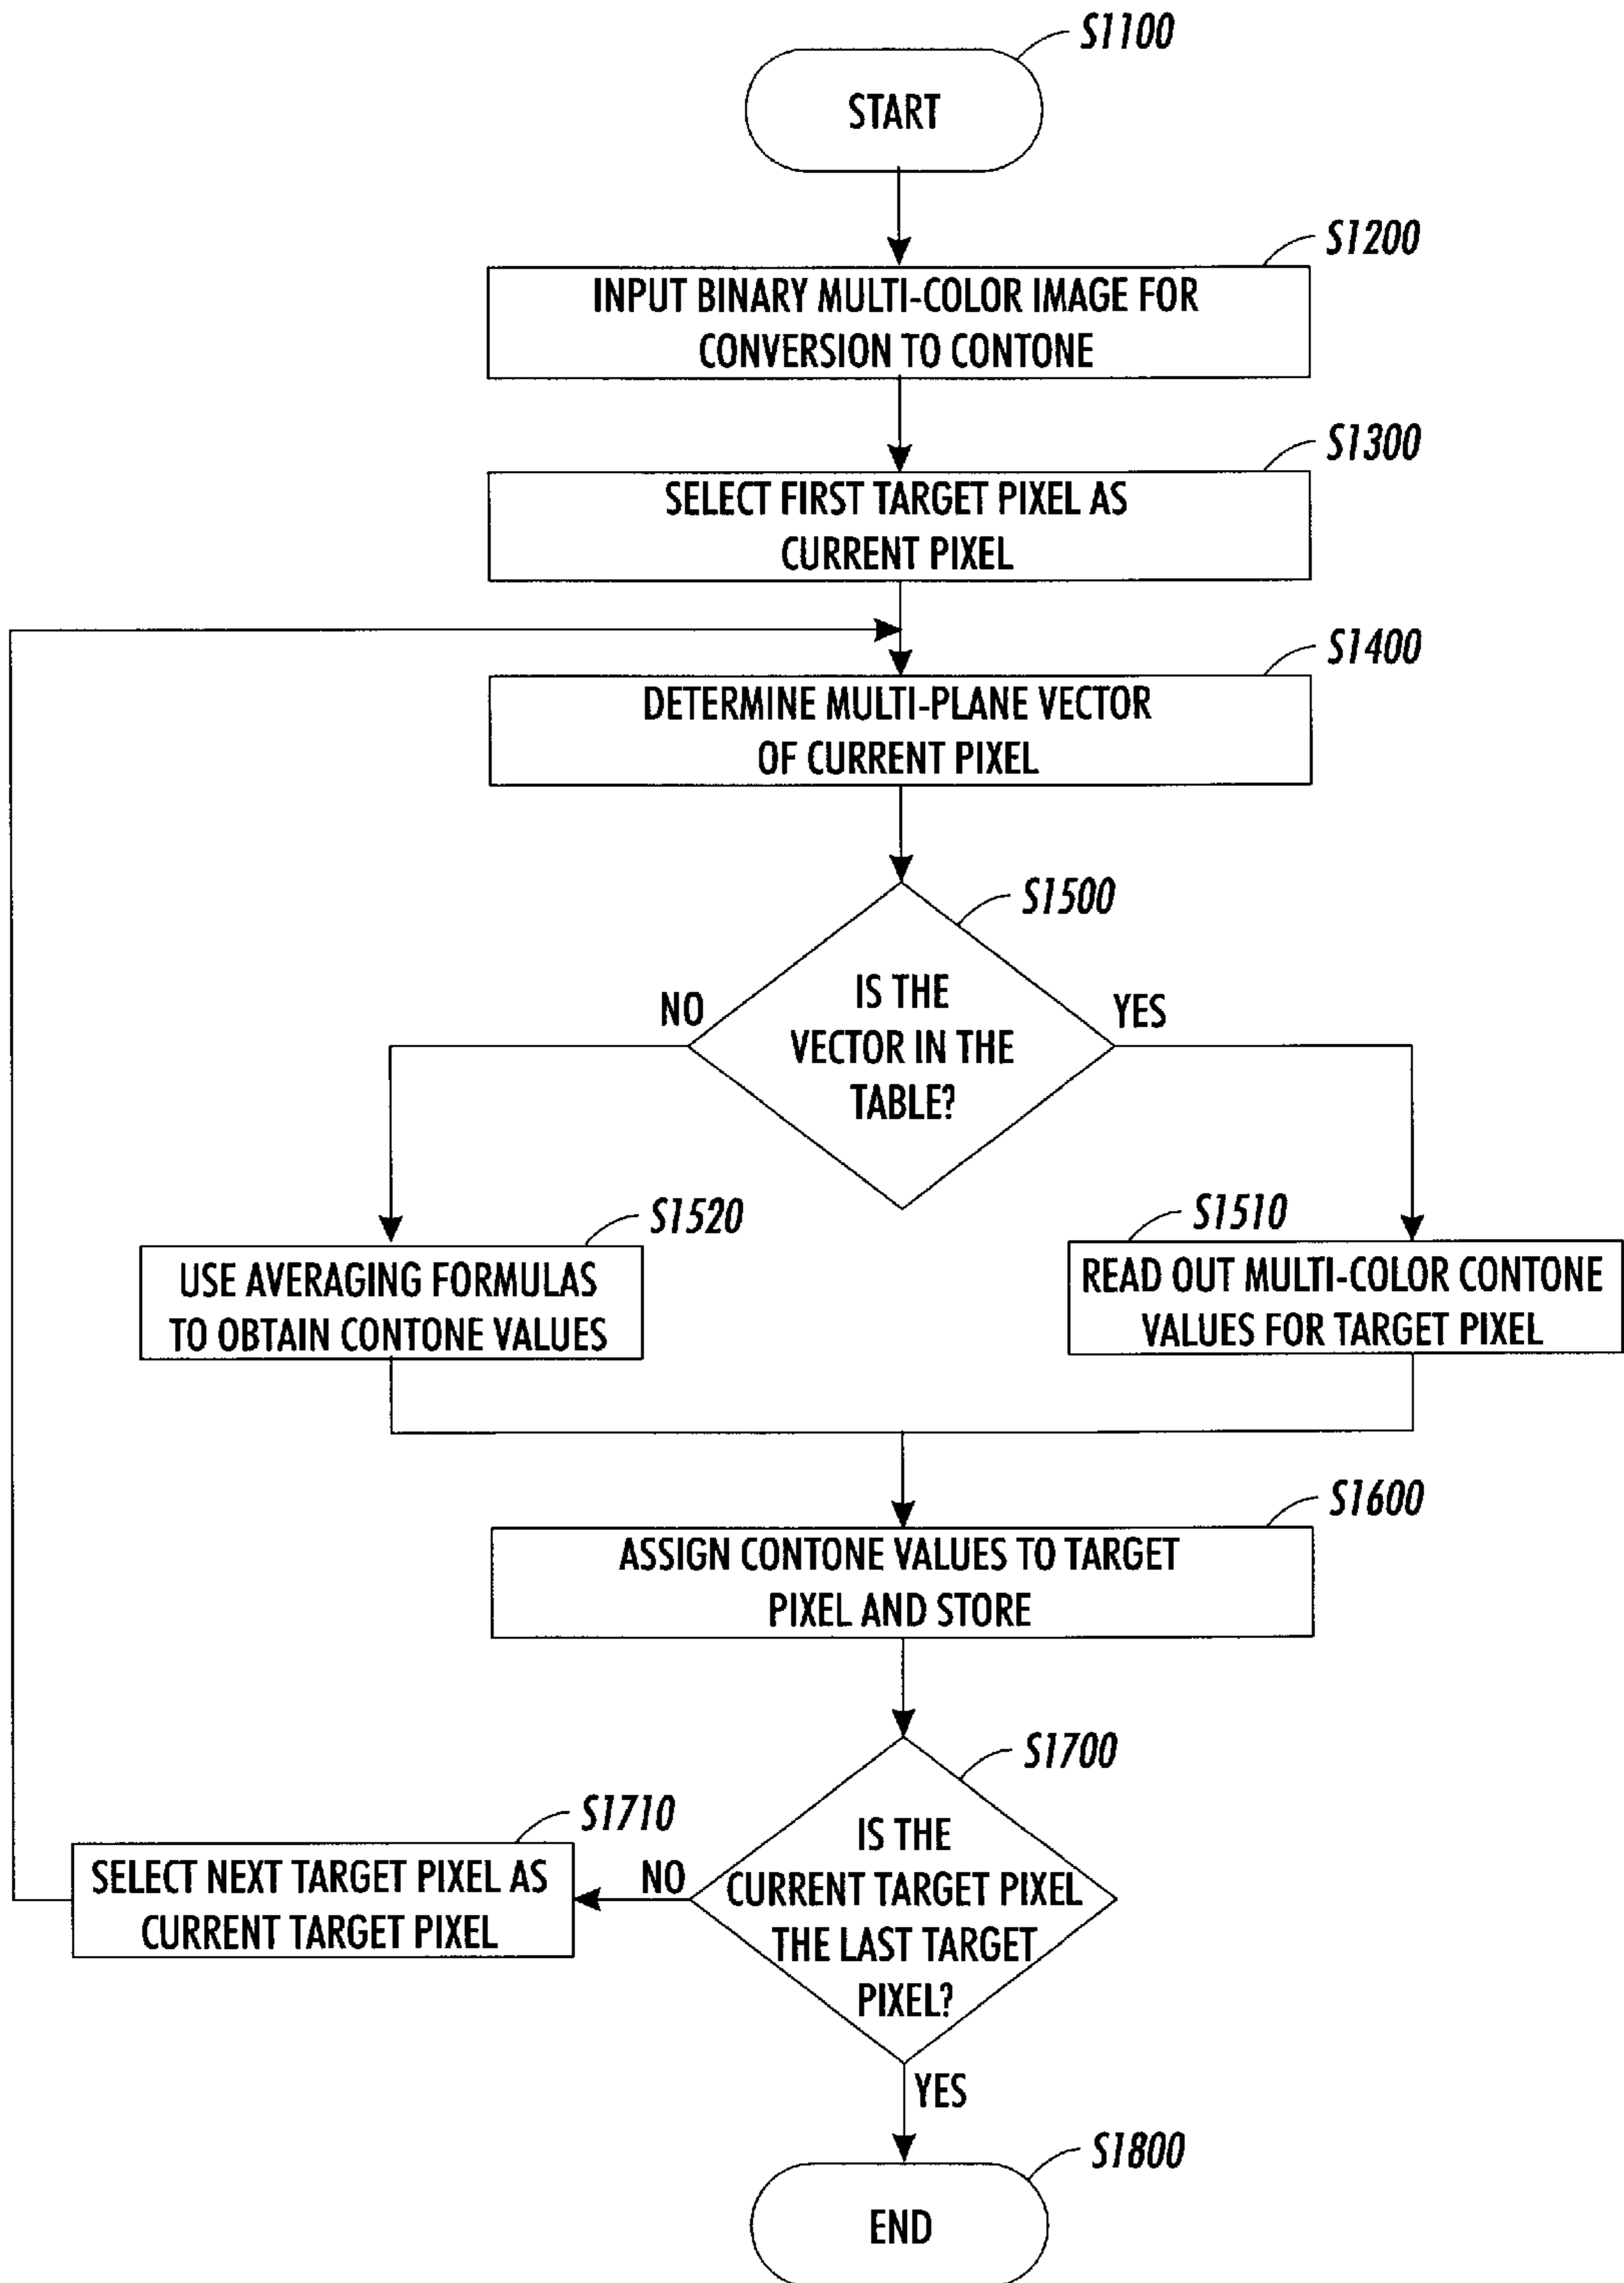 S1100
START
S1200
INPUT BINARY MULTI-COLOR IMAGE FOR
CONVERSION TO CONTONE
S1300
SELECT FIRST TARGET PIXEL AS
CURRENT PIXEL
S1400
DETERMINE MULTI-PLANE VECTOR
OF CURRENT PIXEL
S1500
IS THE
VECTOR IN THE
TABLE?
NO
YES
S1520
USE AVERAGING FORMULAS
TO OBTAIN CONTONE VALUES
S1510
READ OUT MULTI-COLOR CONTONE
VALUES FOR TARGET PIXEL
S1600
ASSIGN CONTONE VALUES TO TARGET
PIXEL AND STORE
S1700
IS THE
CURRENT TARGET PIXEL
THE LAST TARGET
PIXEL?
NO
S1710
SELECT NEXT TARGET PIXEL AS
CURRENT TARGET PIXEL
YES
S1800
END